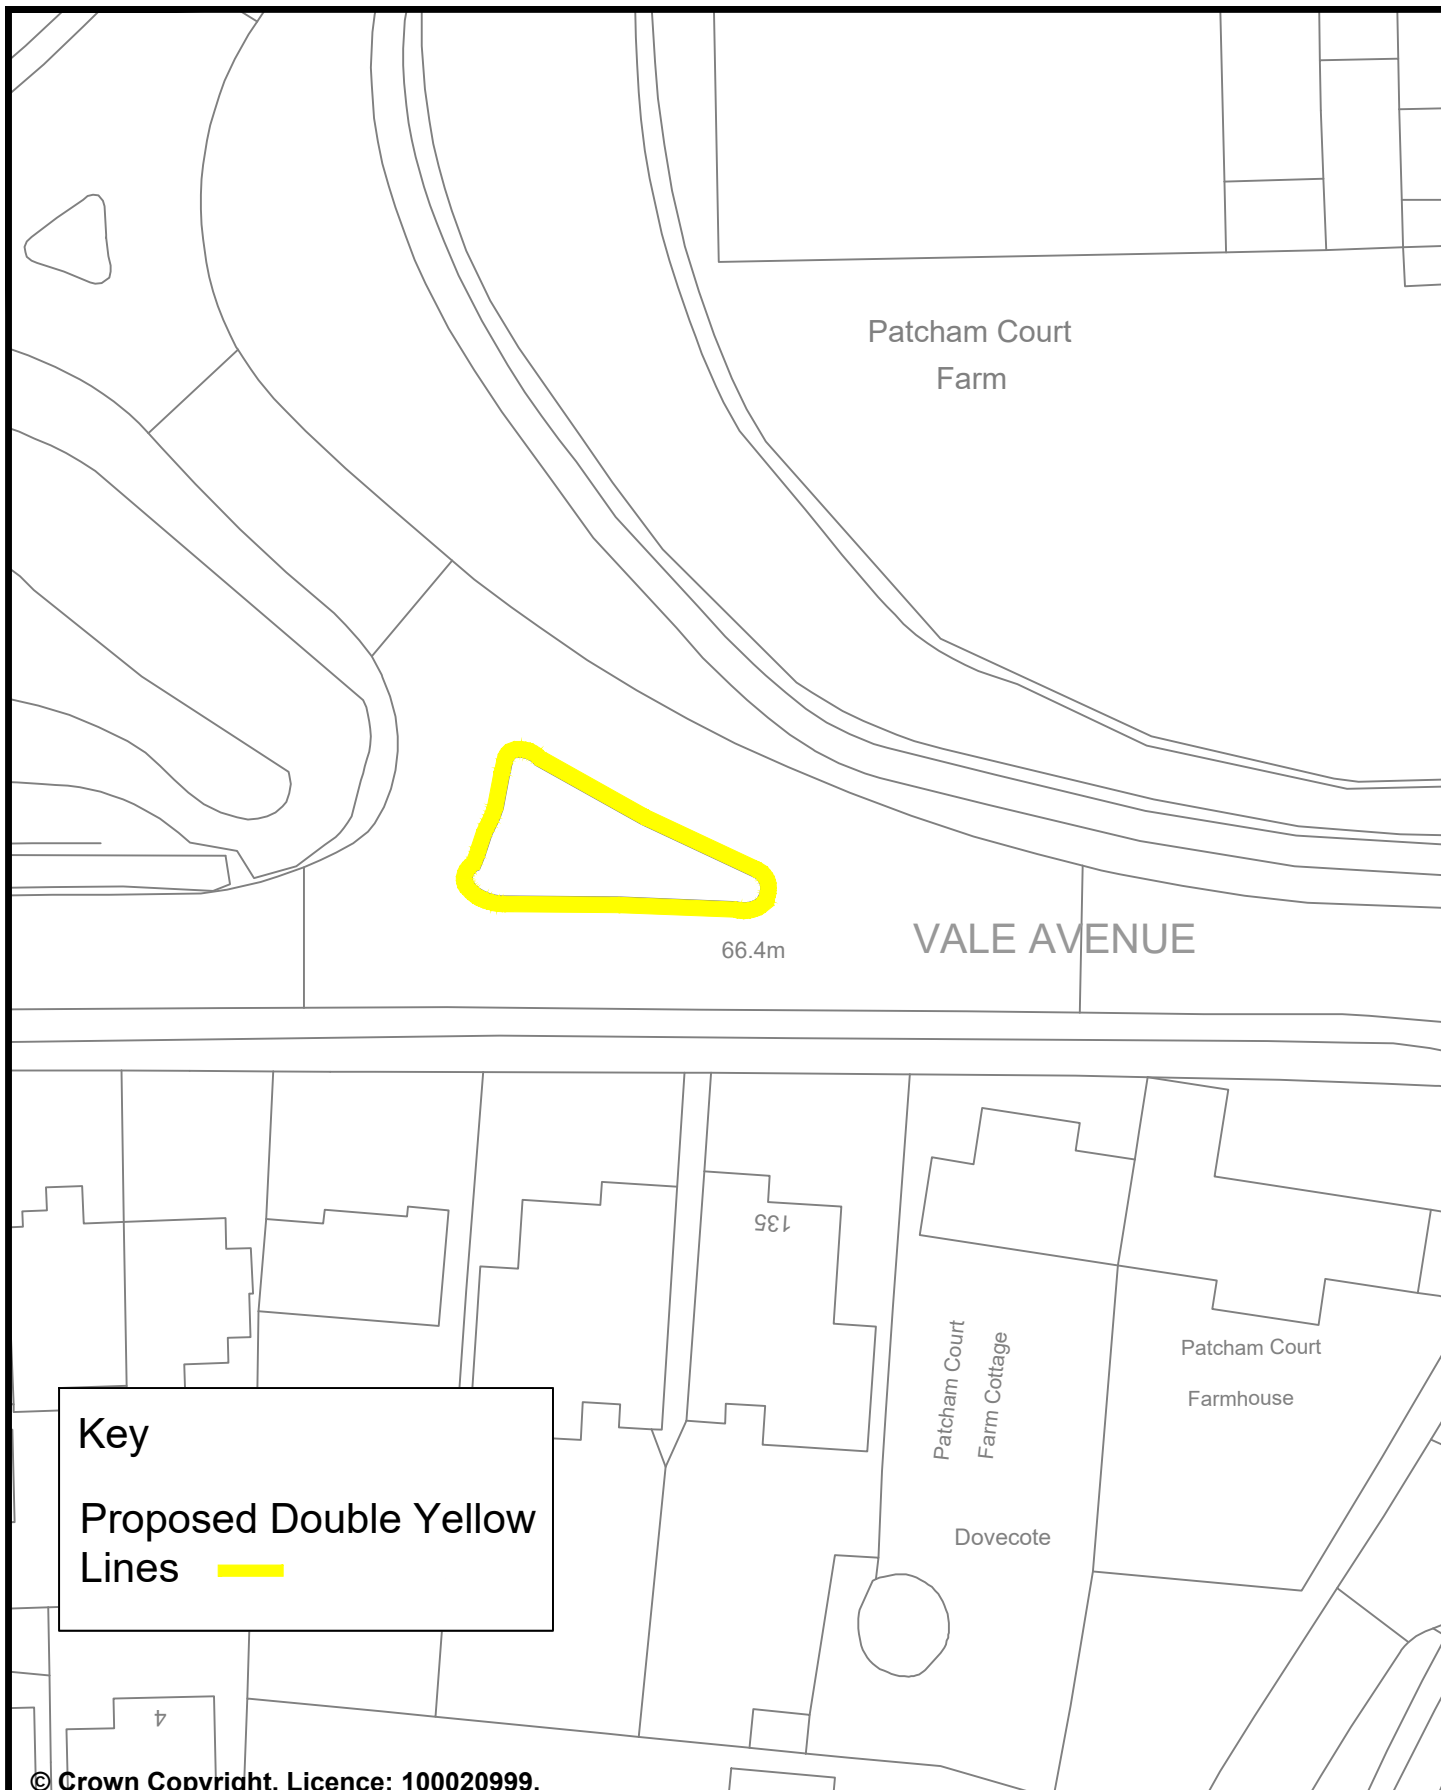 Patcham Court
Farm
VALE AVENUE
66.4m
135
Patcham Court
Farm Cottage
Patcham Court
Farmhouse
Dovecote
Key
Proposed Double Yellow
Lines
4
© Crown Copyright. Licence: 100020999.